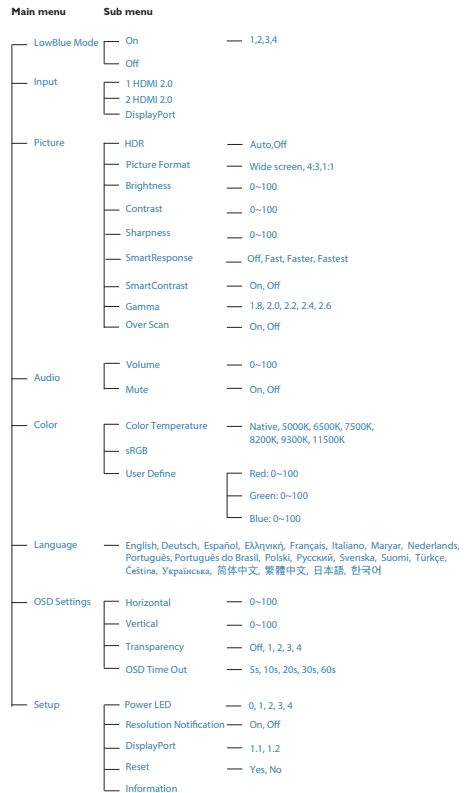 Main menu Sub menu
LowBlue Mode On 1,2,3,4
Off
Input 1 HDMI 2.0
2 HDMI 2.0
DisplayPort
Picture HDR Auto,Off
Picture Format Wide screen, 4:3,1:1
Brightness 0~100
Contrast 0~100
Sharpness 0~100
SmartResponse Off, Fast, Faster, Fastest
SmartContrast On, Off
Gamma 1.8, 2.0, 2.2, 2.4, 2.6
Over Scan On, Off
Audio Volume 0~100
Mute On, Off
Color Color Temperature Native, 5000K, 6500K, 7500K,
8200K, 9300K, 11500K
sRGB
User Define Red: 0~100
Green: 0~100
Blue: 0~100
Language English, Deutsch, Español, Ελληνική, Français, Italiano, Maryar, Nederlands,
Português, Português do Brasil, Polski, Русский, Svenska, Suomi, Türkçe,
Čeština, Українська, 简体中文, 繁體中文, 日本語, 한국어
OSD Settings Horizontal 0~100
Vertical 0~100
Transparency Off, 1, 2, 3, 4
OSD Time Out 5s, 10s, 20s, 30s, 60s
Setup Power LED 0, 1, 2, 3, 4
Resolution Notification On, Off
DisplayPort 1.1, 1.2
Reset Yes, No
Information